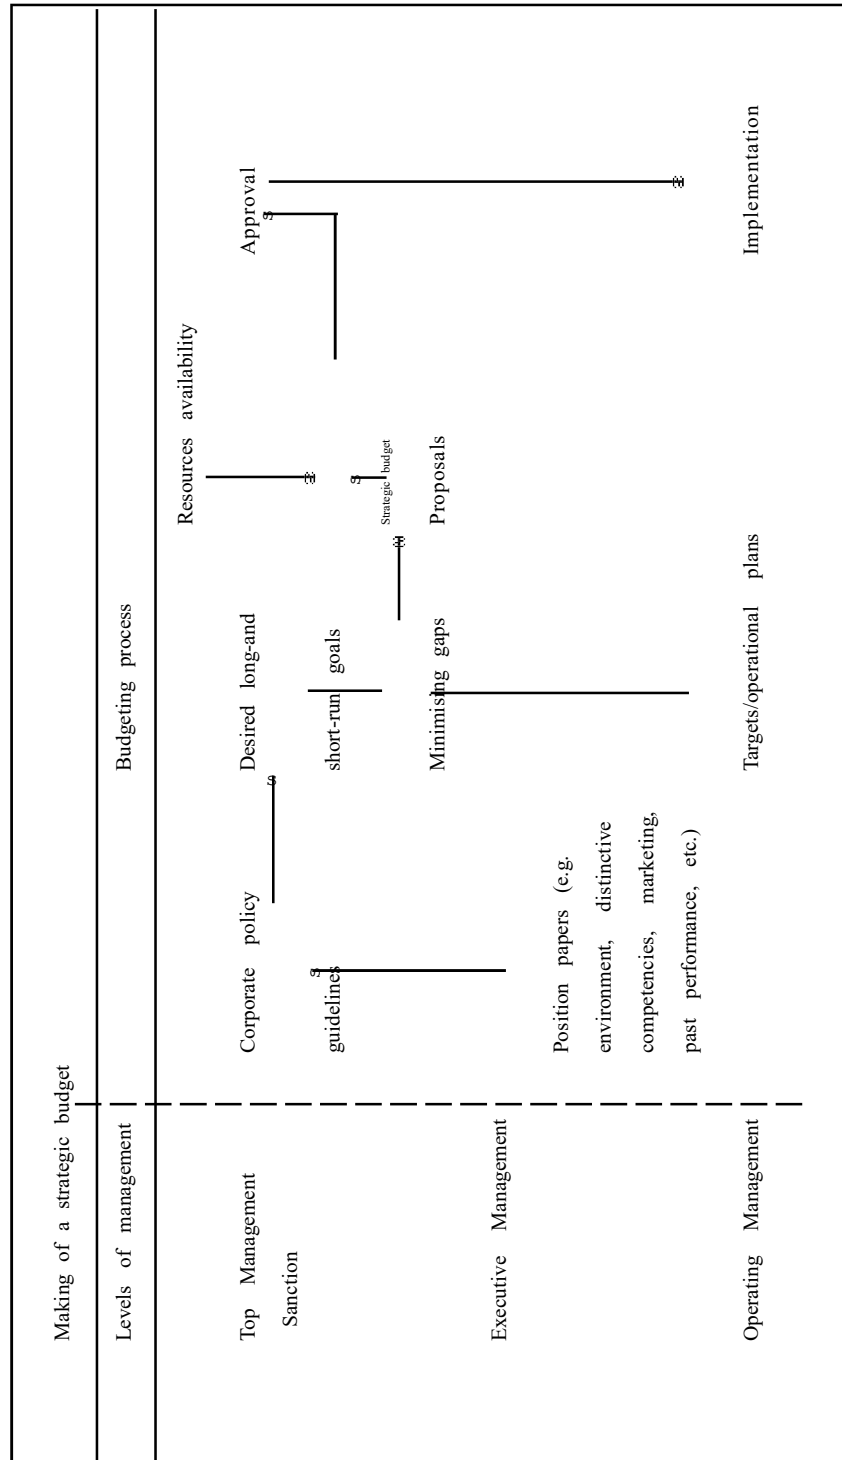 Making of a strategic budget
Levels of management
Budgeting process
Resources availability
Top Management
Sanction
Corporate policy
guidelines
Desired long-and
short-run goals
Approval
Strategic budget
Proposals
Minimising gaps
Executive Management
Position papers (e.g.
environment, distinctive
competencies, marketing,
past performance, etc.)
Operating Management
Targets/operational plans
Implementation